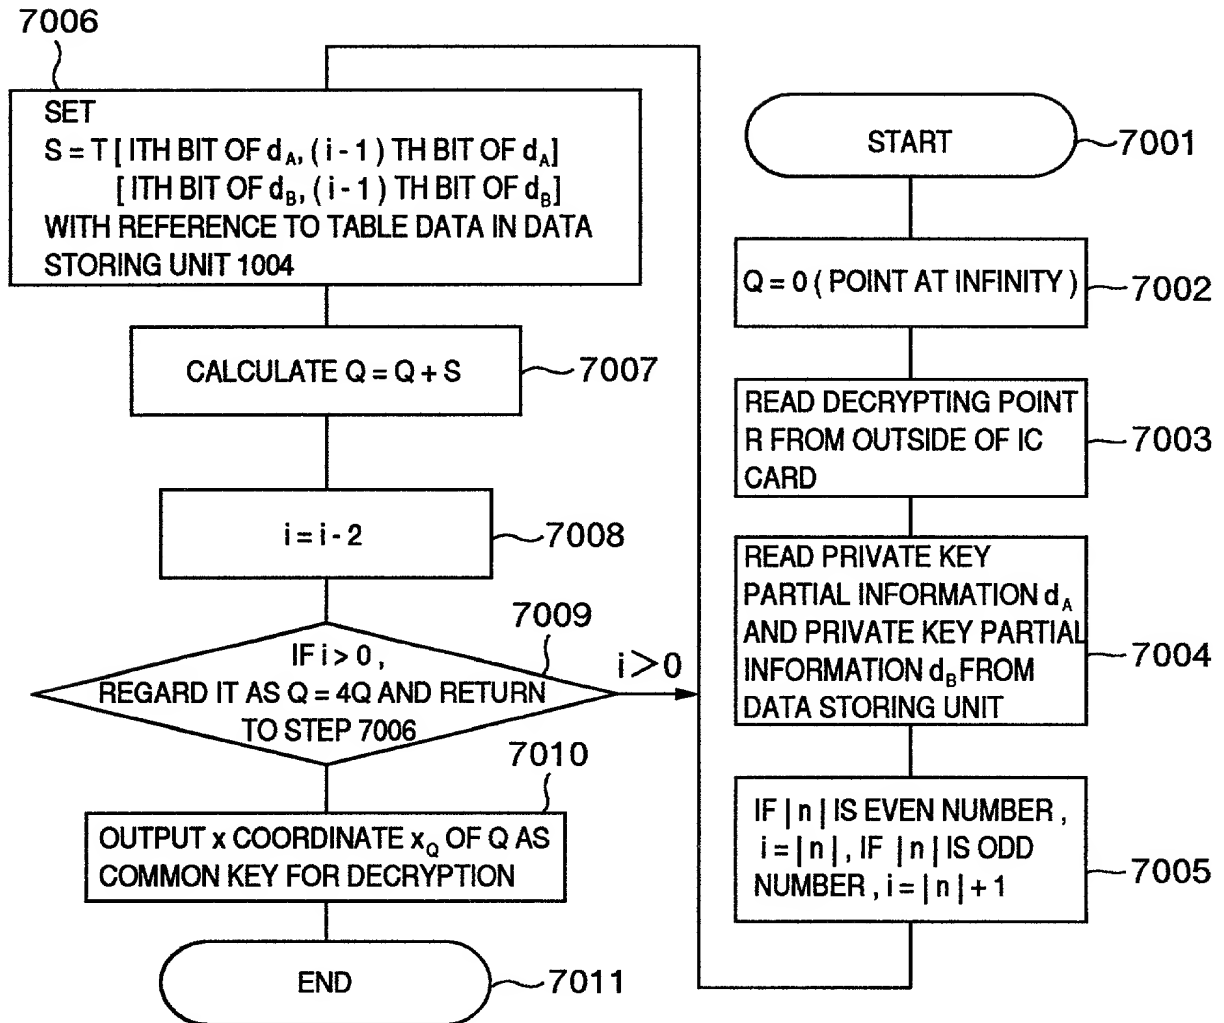 START
7001
Q = 0 ( POINT AT INFINITY )
7002
READ DECRYPTING POINT
R FROM OUTSIDE OF IC
CARD
7003
READ PRIVATE KEY
PARTIAL INFORMATION dA
AND PRIVATE KEY PARTIAL
INFORMATION dB FROM
DATA STORING UNIT
7004
IF | n | IS EVEN NUMBER ,
i = | n | , IF | n | IS ODD
NUMBER , i = | n | + 1
7005
7006
SET
S = T [ ITH BIT OF dA, ( i - 1 ) TH BIT OF dA]
[ ITH BIT OF dB, ( i - 1 ) TH BIT OF dB]
WITH REFERENCE TO TABLE DATA IN DATA
STORING UNIT 1004
CALCULATE Q = Q + S
7007
i = i - 2
7008
7009
IF i > 0 ,
REGARD IT AS Q = 4Q AND RETURN
TO STEP 7006
i > 0
7010
OUTPUT x COORDINATE xQ OF Q AS
COMMON KEY FOR DECRYPTION
END
7011